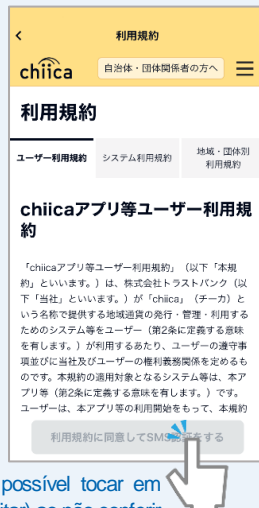 利用規約
chiica
自治体・団体関係者の方へ
利用規約
ユーザー利用規約
システム利用規約
地域・団体別
利用規約
chiicaアプリ等ユーザー利用規
約
「chiicaアプリ等ユーザー利用規約」（以下「本規
約」といいます。）は、株式会社トラストバンク（以
下「当社」といいます。）が「chiica」（チーカ）と
いう名称で提供する地域通貨の発行・管理・利用する
ためのシステム等をユーザー（第2条に定義する意味
を有します。）が利用するあたり、ユーザーの遵守事
項並びに当社及びユーザーの権利義務関係を定めるも
のです。本規約の適用対象となるシステム等は、本ア
プリ等（第2条に定義する意味を有します。）です。
ユーザーは、本アプリ等の利用開始をもって、本規約
利用規約に同意してSMS認証をする
possível tocar em